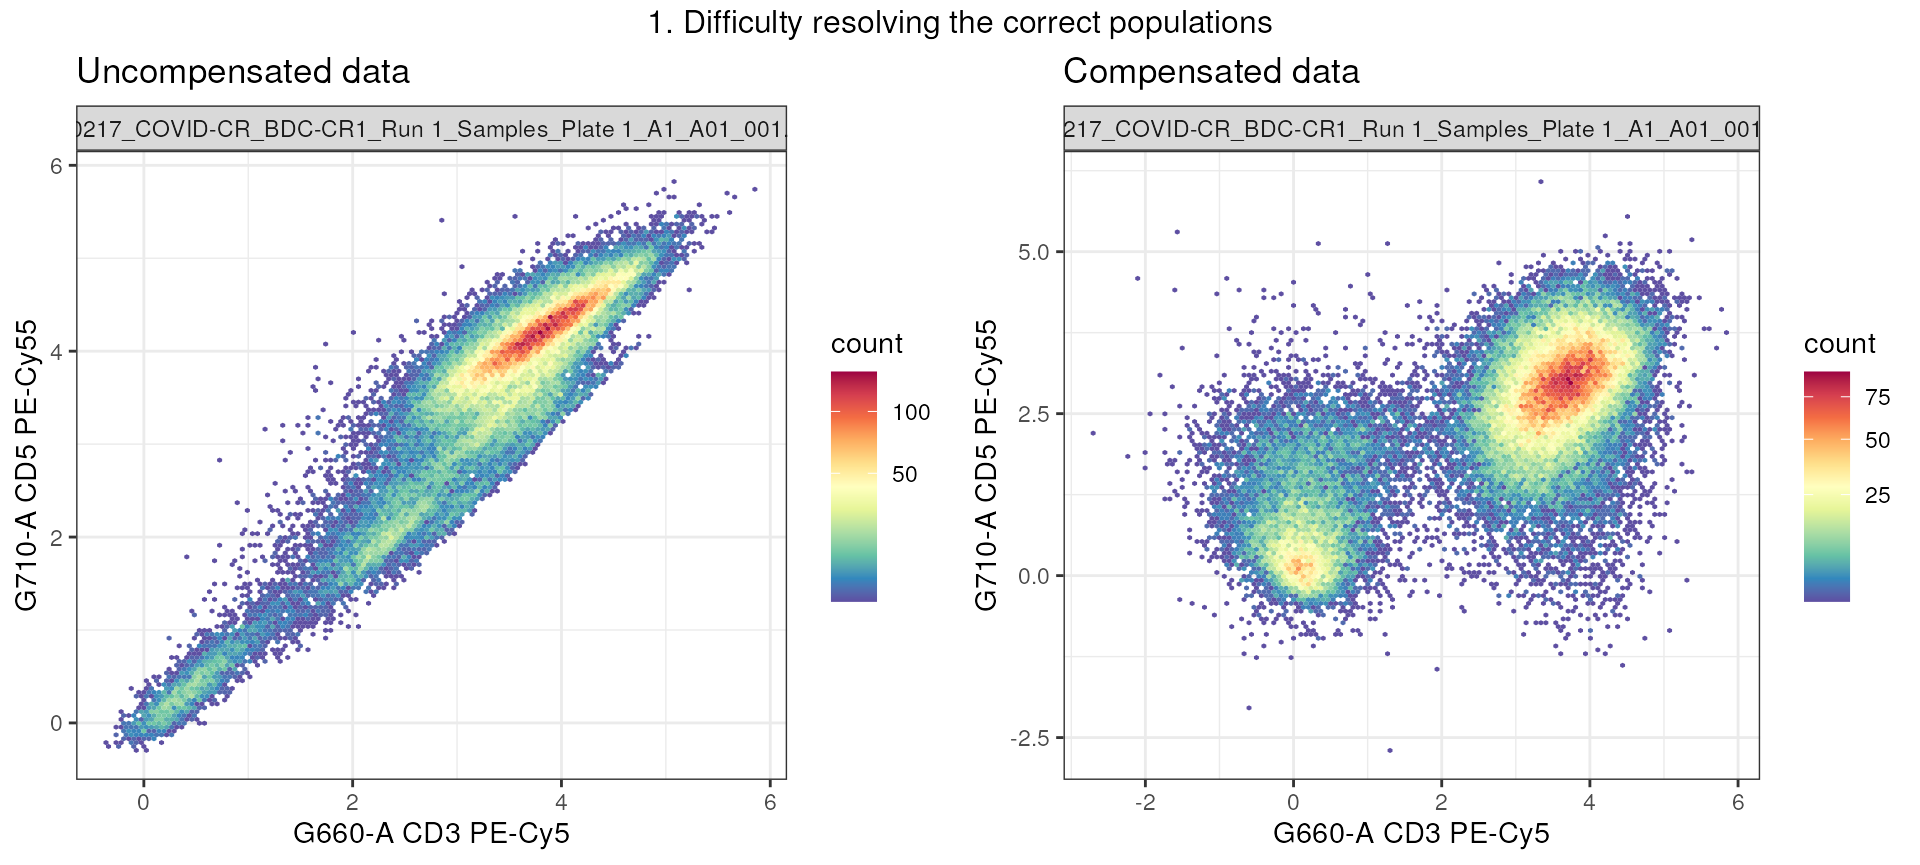 1. Difficulty resolving the correct populations
Uncompensated data
0217_COVID-CR_BDC-CR1_Run 1_Samples_Plate 1_A1_A01_001.
6
4
2
0
0
2
4
6
G660-A CD3 PE-Cy5
G710-A CD5 PE-Cy55
count
100
50
Compensated data
217_COVID-CR_BDC-CR1_Run 1_Samples_Plate 1_A1_A01_001
5.0
2.5
0.0
-2.5
-2
0
2
4
6
G660-A CD3 PE-Cy5
G710-A CD5 PE-Cy55
count
75
50
25